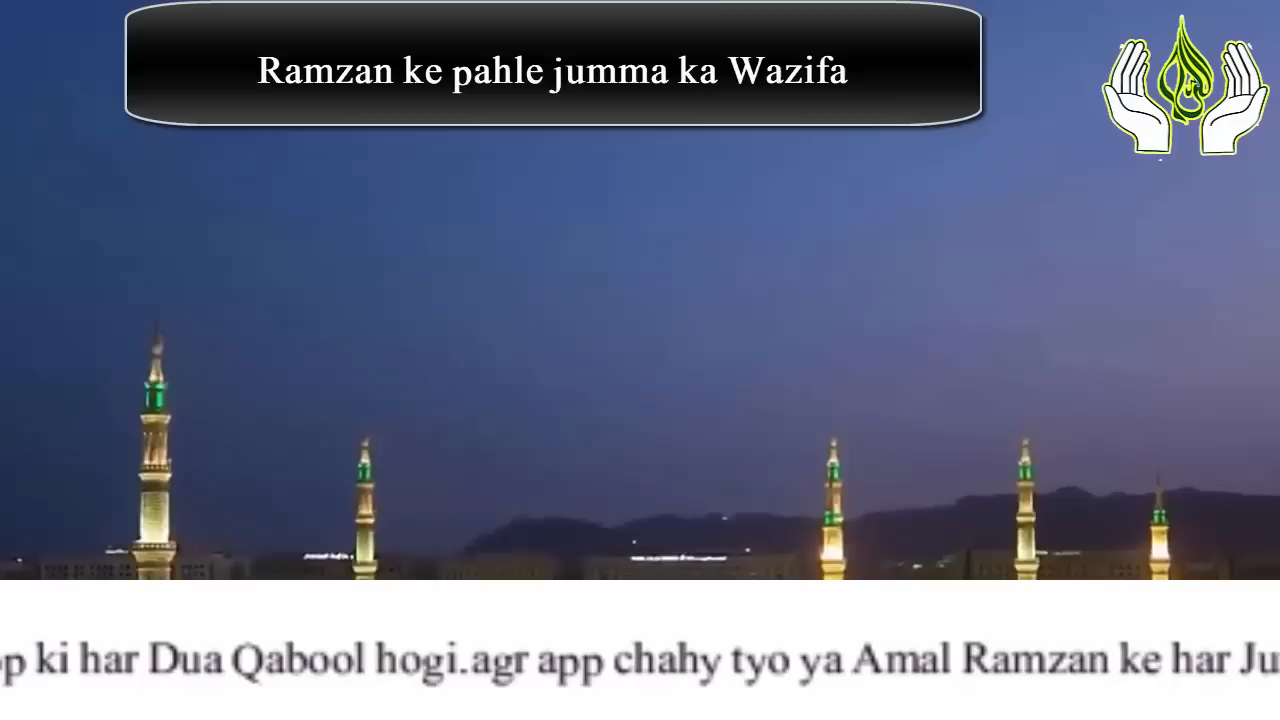 Ramzan ke pahle jumma ka Wazifa
ki har Dua Qabool hogi.agr app chahy tyo ya Amal Ramzan ke har